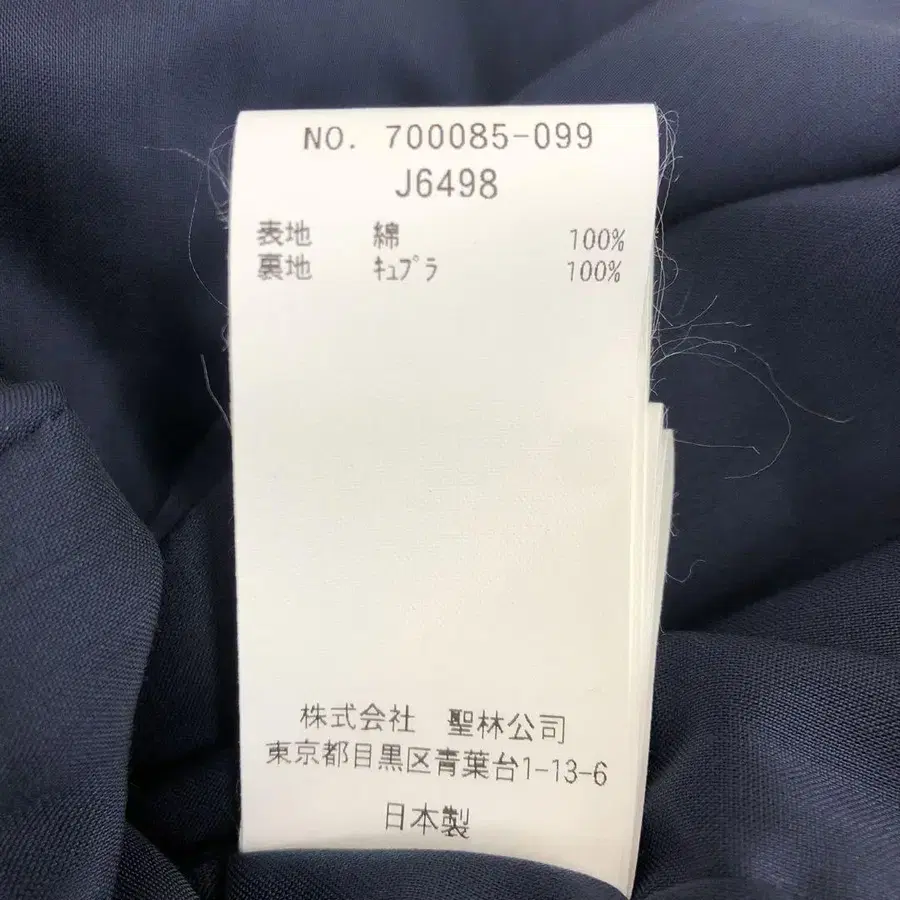 NO. 700085-099
J6498
表地 綿 100%
裏地 ｷｭﾌﾟﾗ 100%
株式会社 聖林公司
東京都目黒区青葉台1-13-6
日本製